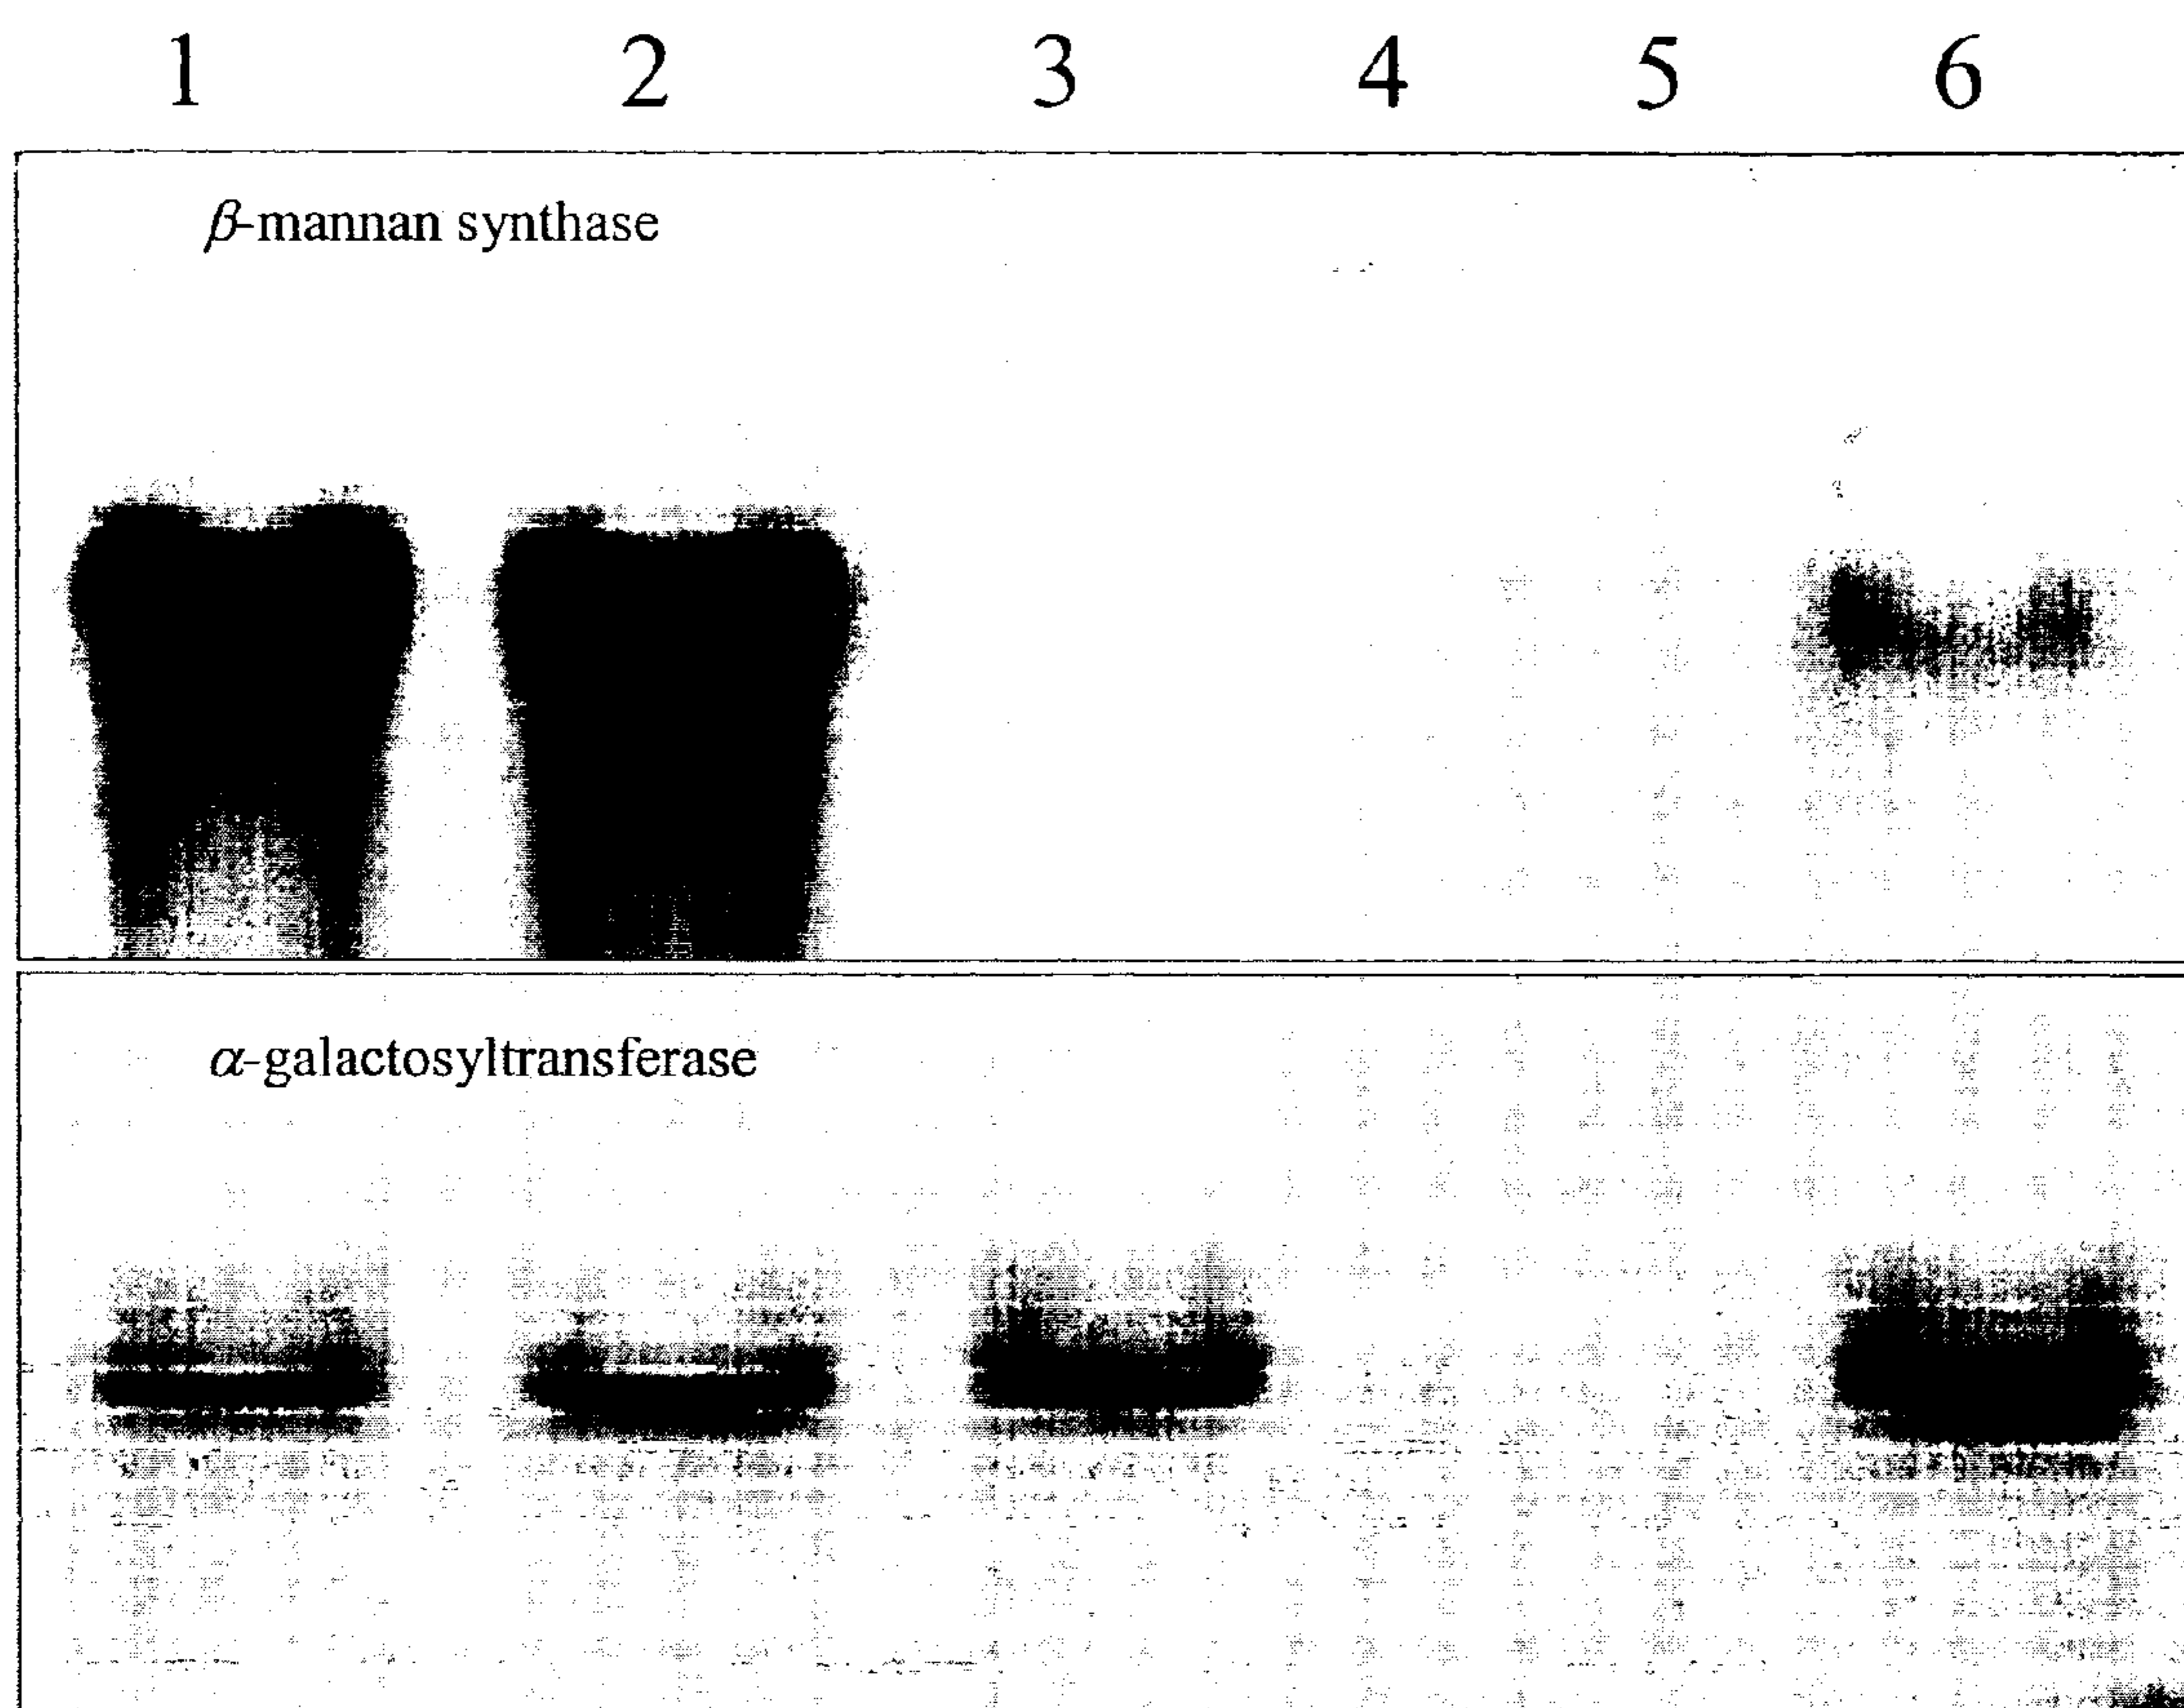 1 2 3 4 5 6
β-mannan synthase
α-galactosyltransferase